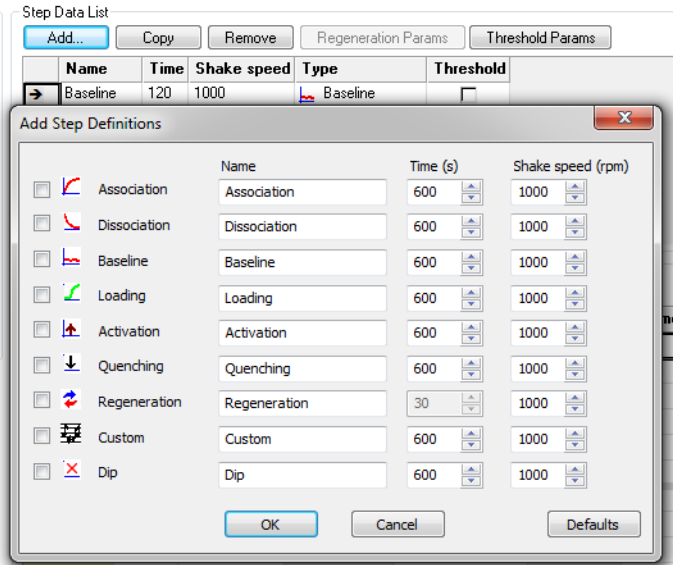 Step Data List
Add... Copy Remove Regeneration Params Threshold Params
Name Time Shake speed Type Threshold
Baseline 120 1000 Baseline
Add Step Definitions
Name Time (s) Shake speed (rpm)
Association Association 600 1000
Dissociation Dissociation 600 1000
Baseline Baseline 600 1000
Loading Loading 600 1000
Activation Activation 600 1000
Quenching Quenching 600 1000
Regeneration Regeneration 30 1000
Custom Custom 600 1000
Dip Dip 600 1000
OK Cancel Defaults